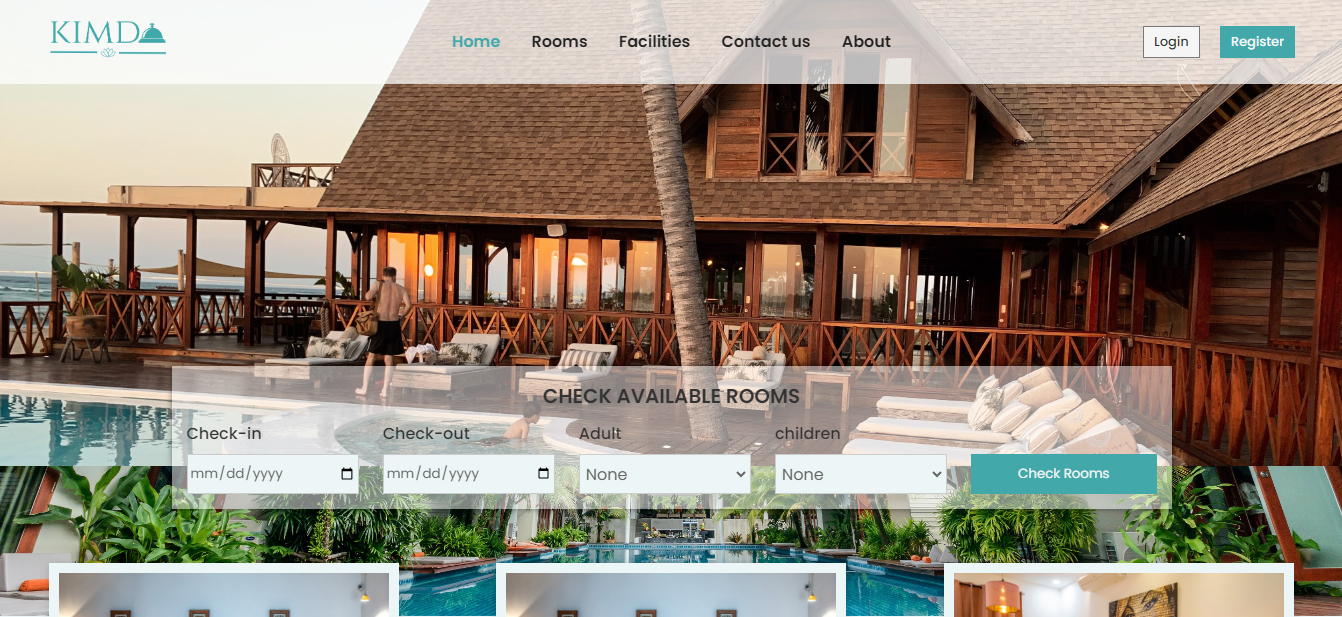 KIMD
Home Rooms Facilities Contact us About
Login Register
CHECK AVAILABLE ROOMS
Check-in Check-out Adult children
mm/dd/yyyy mm/dd/yyyy None None Check Rooms